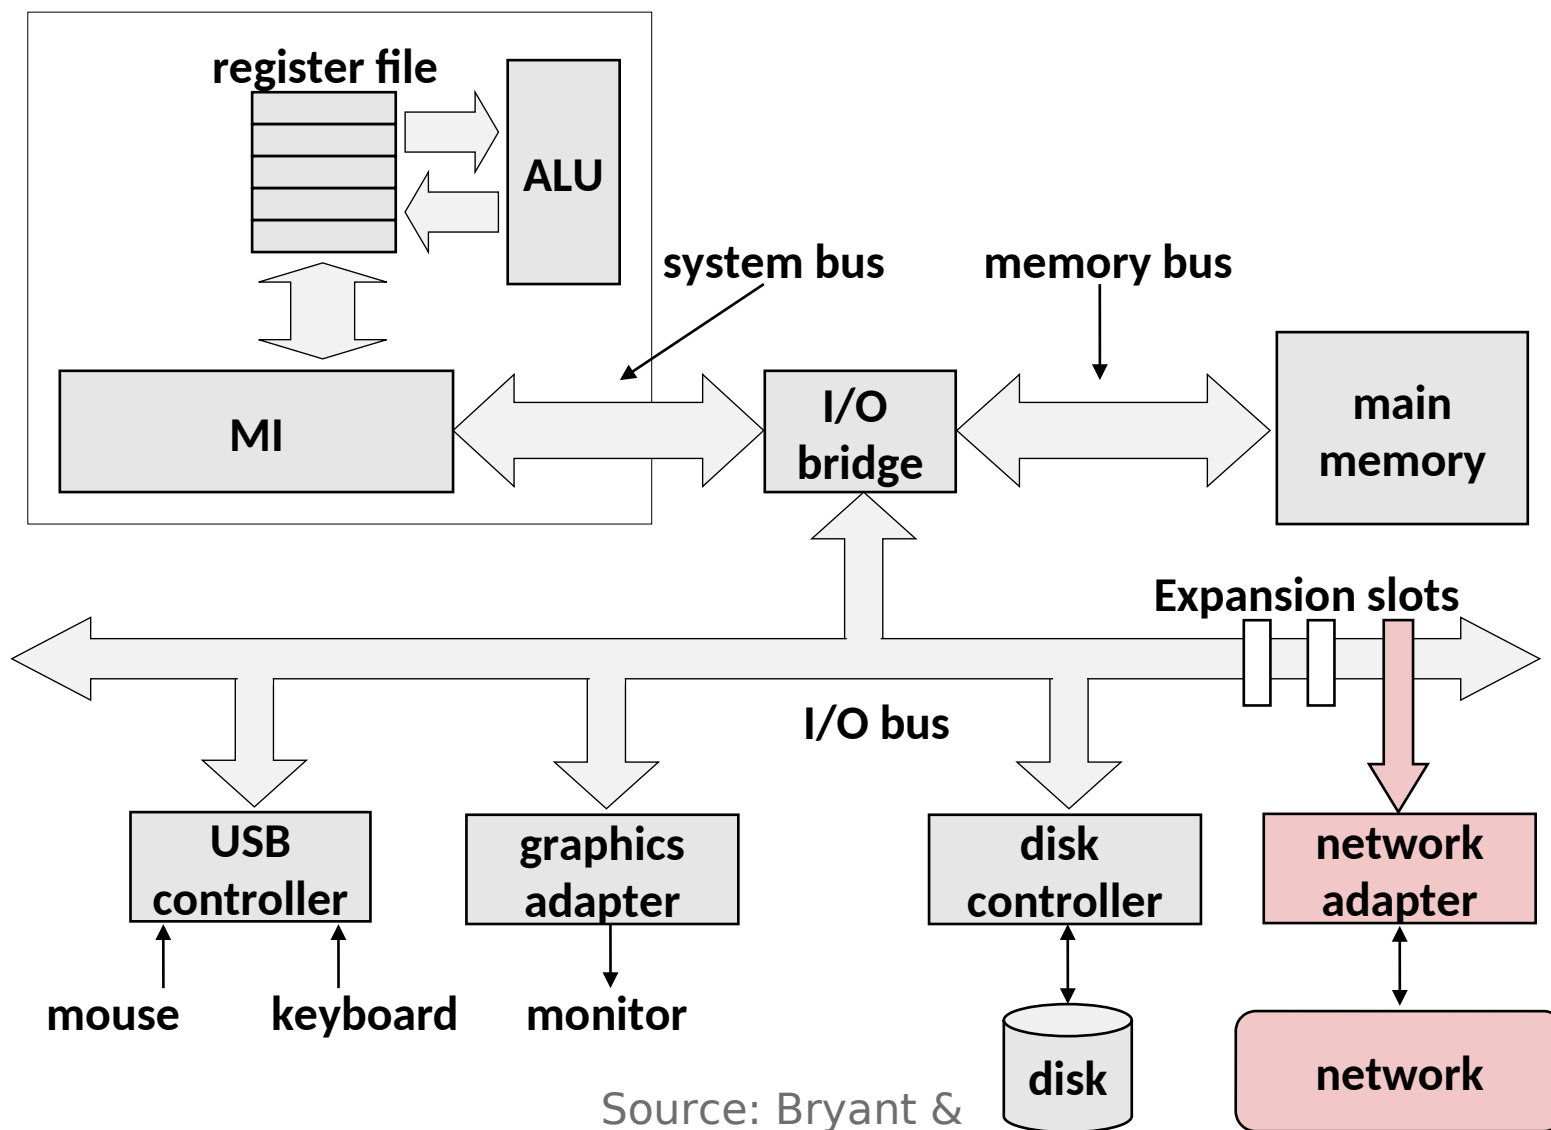 register file
ALU
system bus
memory bus
MI
I/O
bridge
main
memory
Expansion slots
I/O bus
USB
controller
graphics
adapter
disk
controller
network
adapter
mouse
keyboard
monitor
disk
network
Source: Bryant &